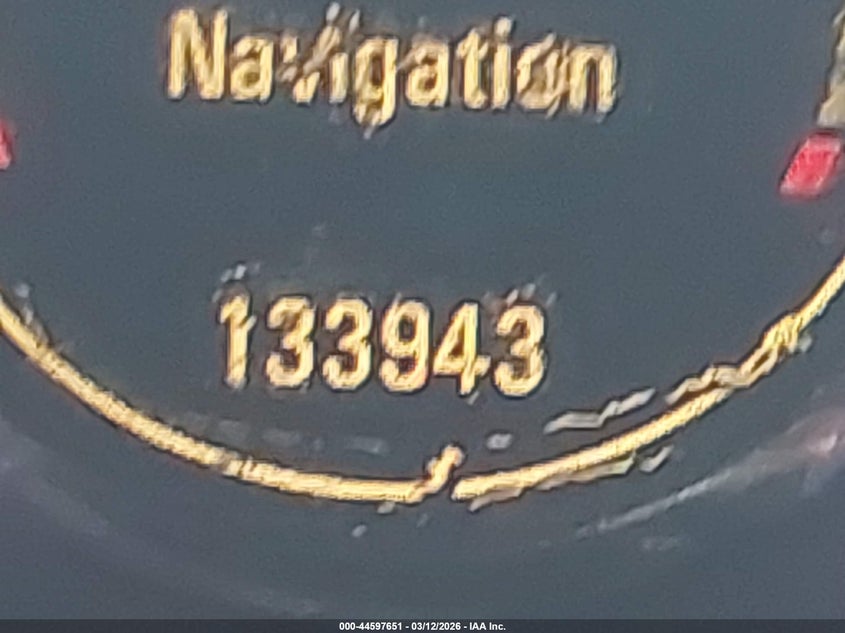 Navigation
133943
000-44597651 - 03/12/2026 - IAA Inc.